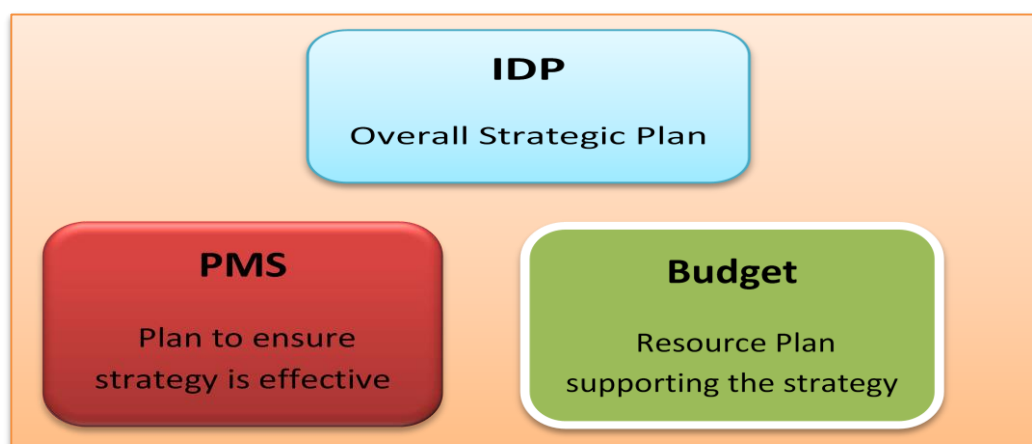 IDP
Overall Strategic Plan
PMS
Plan to ensure
strategy is effective
Budget
Resource Plan
supporting the strategy